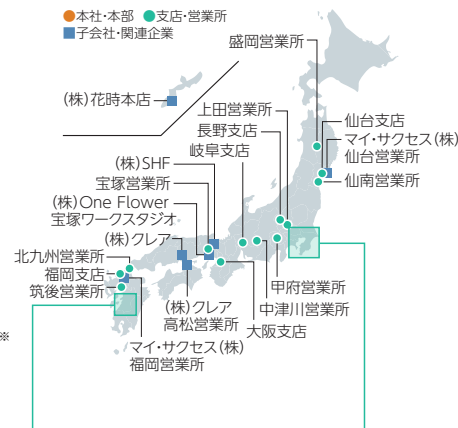 ●本社・本部 ●支店・営業所
■子会社・関連企業
盛岡営業所
(株)花時本店
上田営業所
長野支店
岐阜支店
仙台支店
マイ・サクセス(株)
仙台営業所
仙南営業所
(株)SHF
宝塚営業所
(株)One Flower
宝塚ワークスタジオ
(株)クレア
北九州営業所
福岡支店
筑後営業所
甲府営業所
中津川営業所
大阪支店
(株)クレア
高松営業所
マイ・サクセス(株)
福岡営業所
※